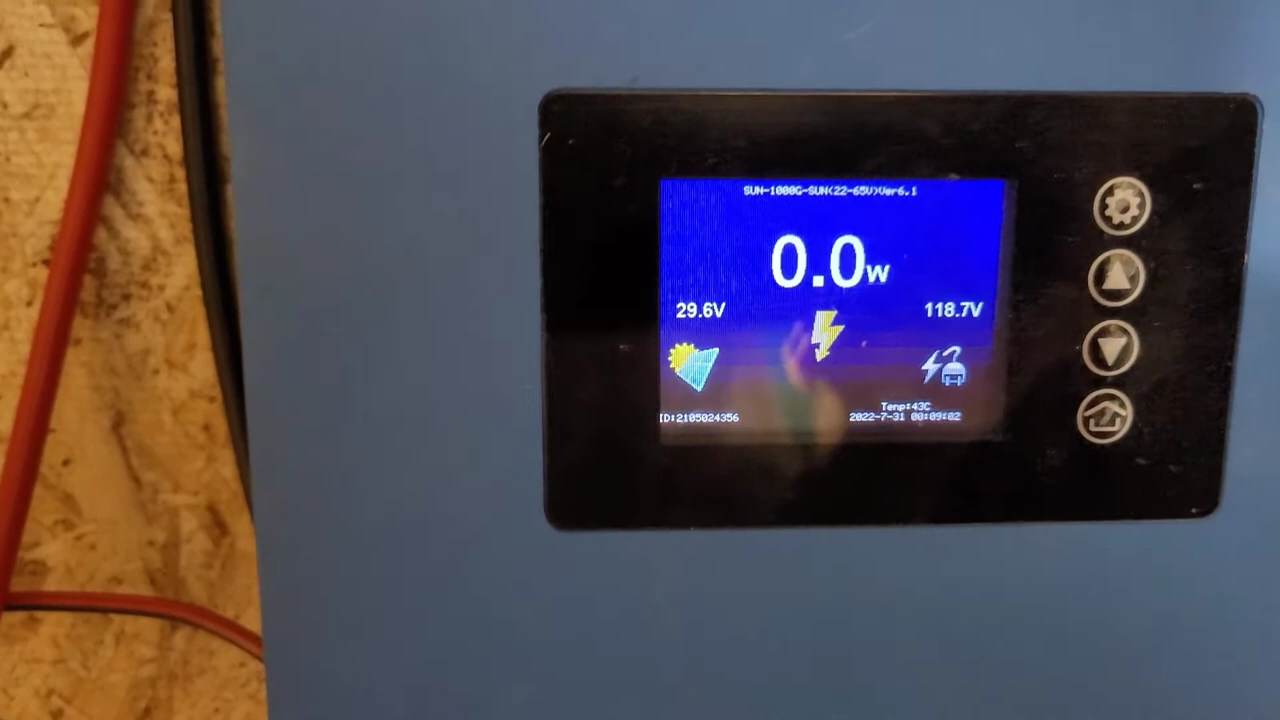 SUN-1000G-SUN(22-65V)Ver6.1
0.0W
29.6V
118.7V
Temp:43C
ID:2105024356
2022-7-31 00:09:02